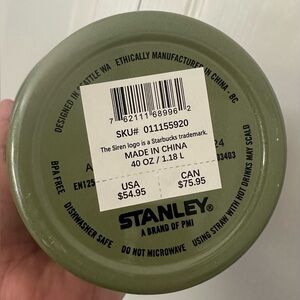 DESIGNED IN SEATTLE WA
ETHICALLY MANUFACTURED IN CHINA - BC
7 62111 68996 2
SKU# 011155920
The Siren logo is a Starbucks trademark.
MADE IN CHINA
40 OZ / 1.18 L
USA
$54.95
CAN
$75.95
BPA FREE
EN125
DISHWASHER SAFE
DO NOT MICROWAVE
USING STRAW WITH HOT DRINKS MAY SCALD
STANLEY®
A BRAND OF PMI